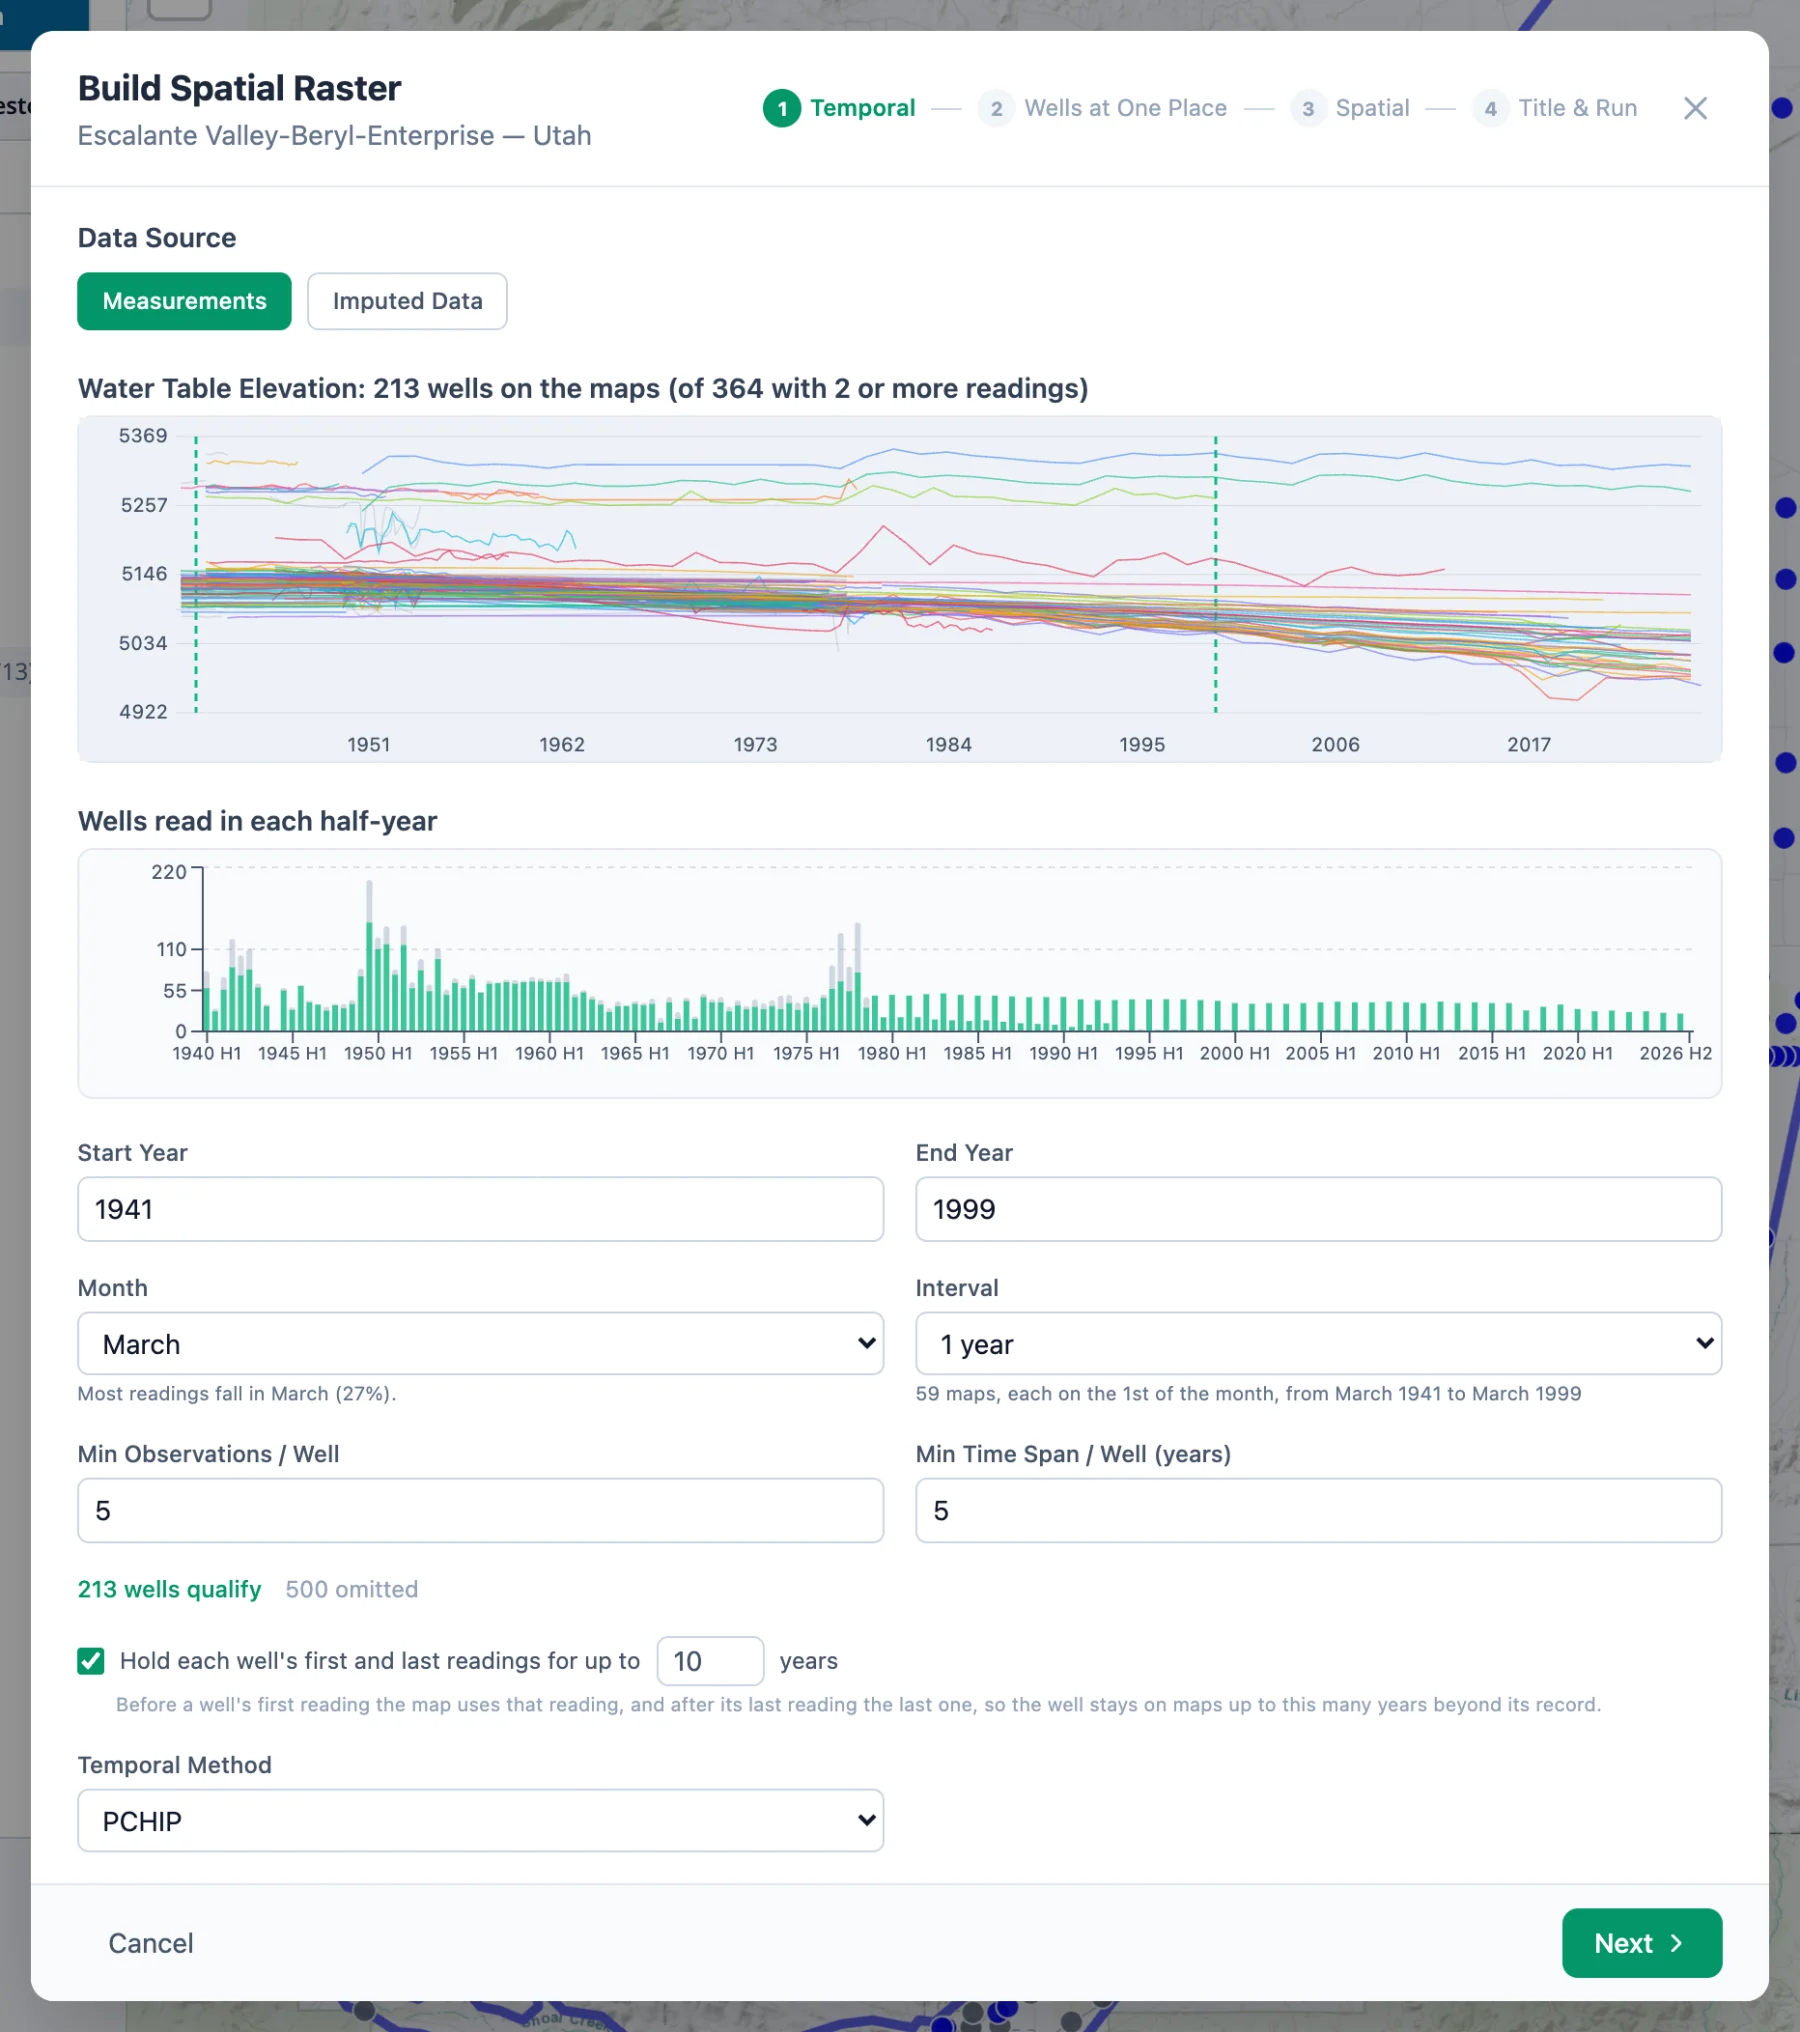 Build Spatial Raster
Escalante Valley-Beryl-Enterprise — Utah
1 Temporal 2 Wells at One Place 3 Spatial 4 Title & Run
Data Source
Measurements Imputed Data
Water Table Elevation: 213 wells on the maps (of 364 with 2 or more readings)
5369
5257
5146
5034
4922
1951 1962 1973 1984 1995 2006 2017
Wells read in each half-year
220
110
55
0
1940 H1 1945 H1 1950 H1 1955 H1 1960 H1 1965 H1 1970 H1 1975 H1 1980 H1 1985 H1 1990 H1 1995 H1 2000 H1 2005 H1 2010 H1 2015 H1 2020 H1 2026 H2
Start Year End Year
1941 1999
Month Interval
March 1 year
Most readings fall in March (27%). 59 maps, each on the 1st of the month, from March 1941 to March 1999
Min Observations / Well Min Time Span / Well (years)
5 5
213 wells qualify 500 omitted
Hold each well's first and last readings for up to 10 years
Before a well's first reading the map uses that reading, and after its last reading the last one, so the well stays on maps up to this many years beyond its record.
Temporal Method
PCHIP
Cancel Next